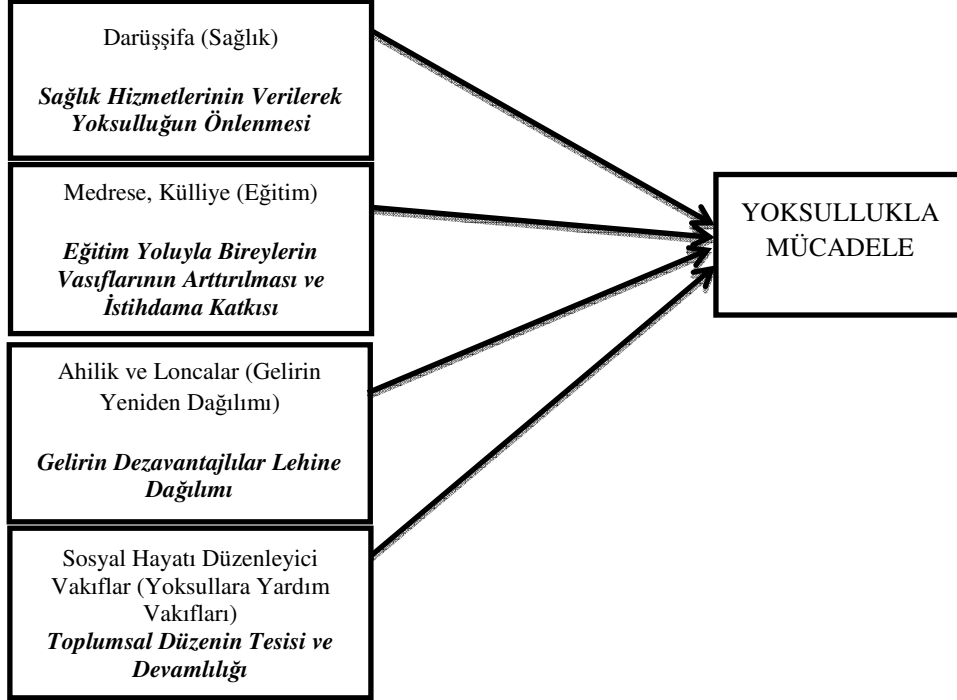 Darüşşifa (Sağlık)
Sağlık Hizmetlerinin Verilerek
Yoksulluğun Önlenmesi
Medrese, Külliye (Eğitim)
Eğitim Yoluyla Bireylerin
Vasıflarının Arttırılması ve
İstihdama Katkısı
Ahilik ve Loncalar (Gelirin
Yeniden Dağılımı)
Gelirin Dezavantajlılar Lehine
Dağılımı
Sosyal Hayatı Düzenleyici
Vakıflar (Yoksullara Yardım
Vakıfları)
Toplumsal Düzenin Tesisi ve
Devamlılığı
YOKSULLUKLA
MÜCADELE